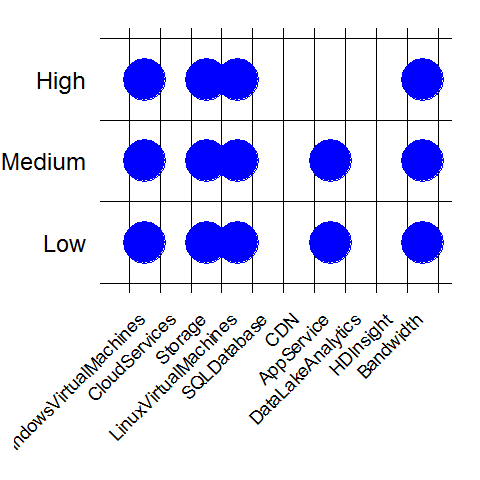 High
Medium
Low
ndowsVirtualMachines
CloudServices
Storage
LinuxVirtualMachines
SQLDatabase
CDN
AppService
DataLakeAnalytics
HDInsight
Bandwidth